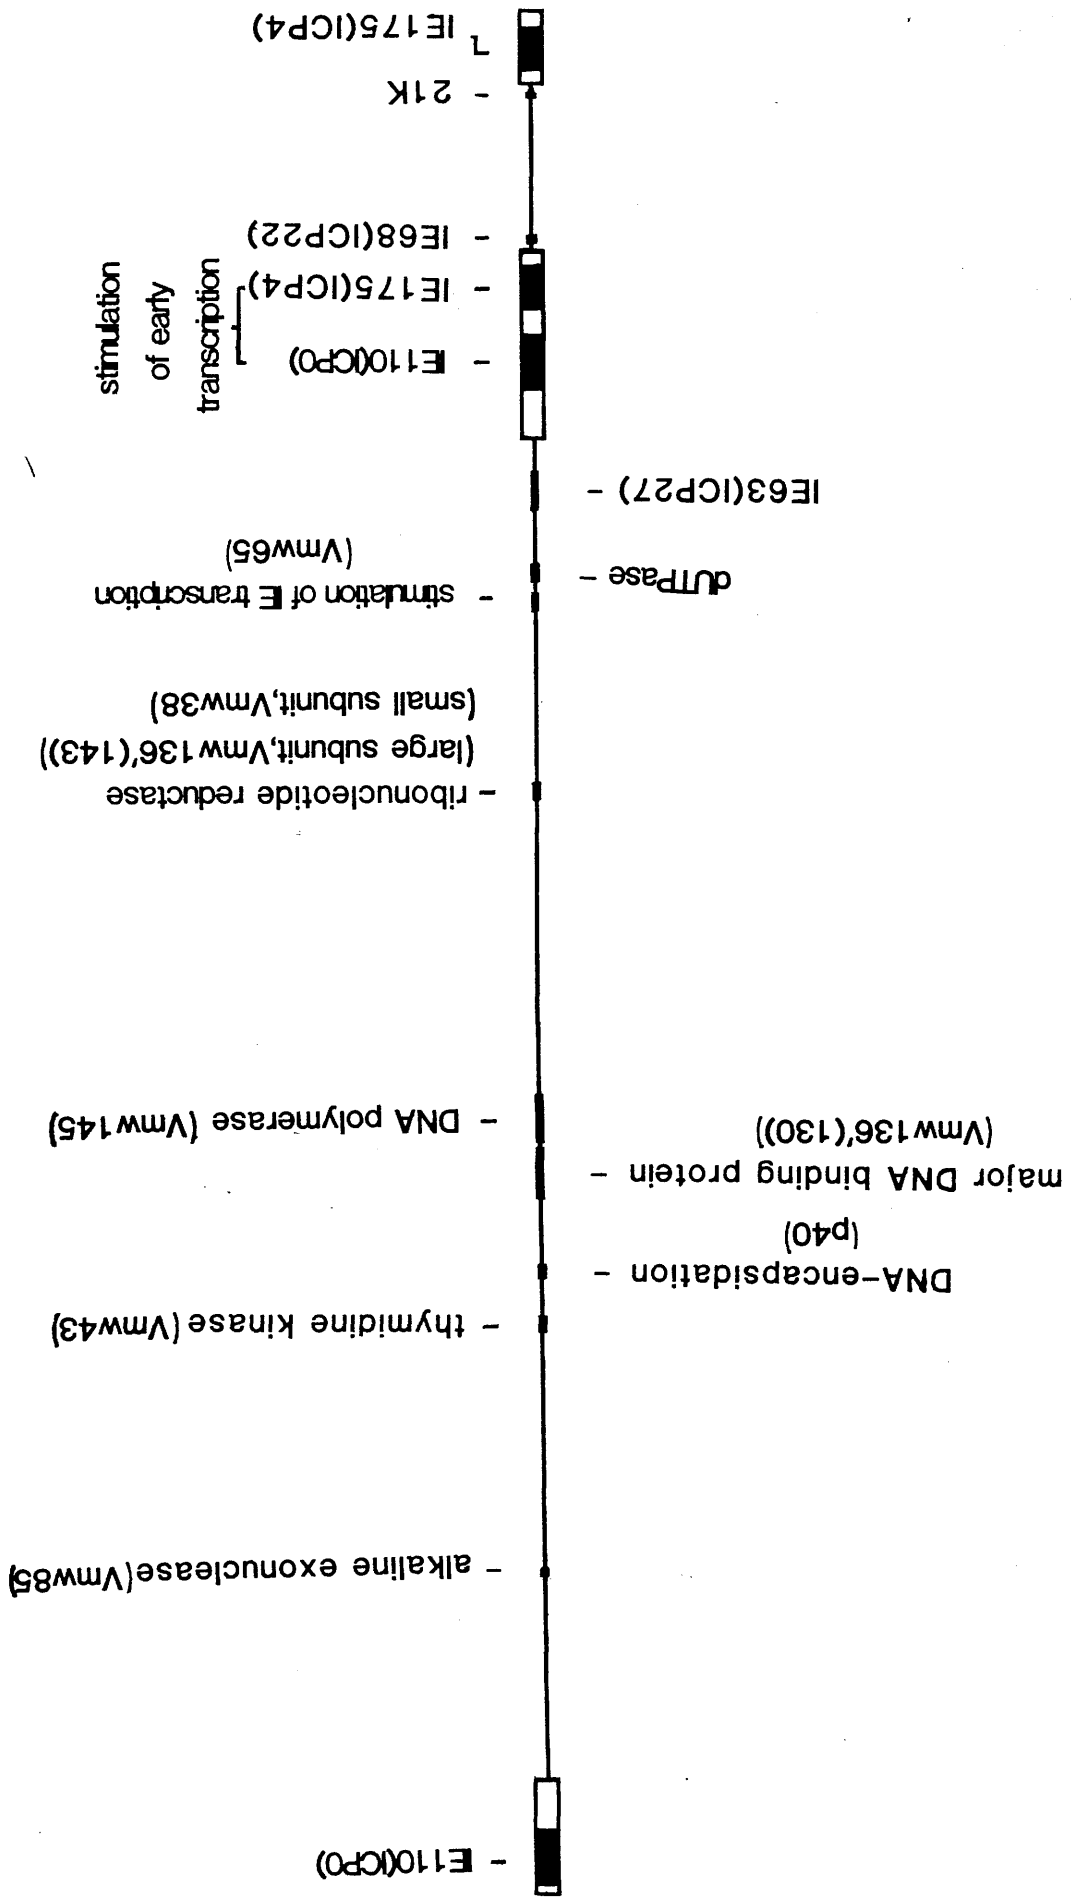 IE110(ICP0)
alkaline exonuclease(Vmw85)
thymidine kinase (Vmw43)
DNA-encapsidation
(p40)
major DNA binding protein
(Vmw136'(130))
DNA polymerase (Vmw145)
ribonucleotide reductase
(large subunit,Vmw136'(143))
(small subunit,Vmw38)
stimulation of IE transcription
(Vmw65)
dUTPase
IE63(ICP27)
IE110(ICP0)
IE175(ICP4)
stimulation
of early
transcription
IE68(ICP22)
21K
IE175(ICP4)